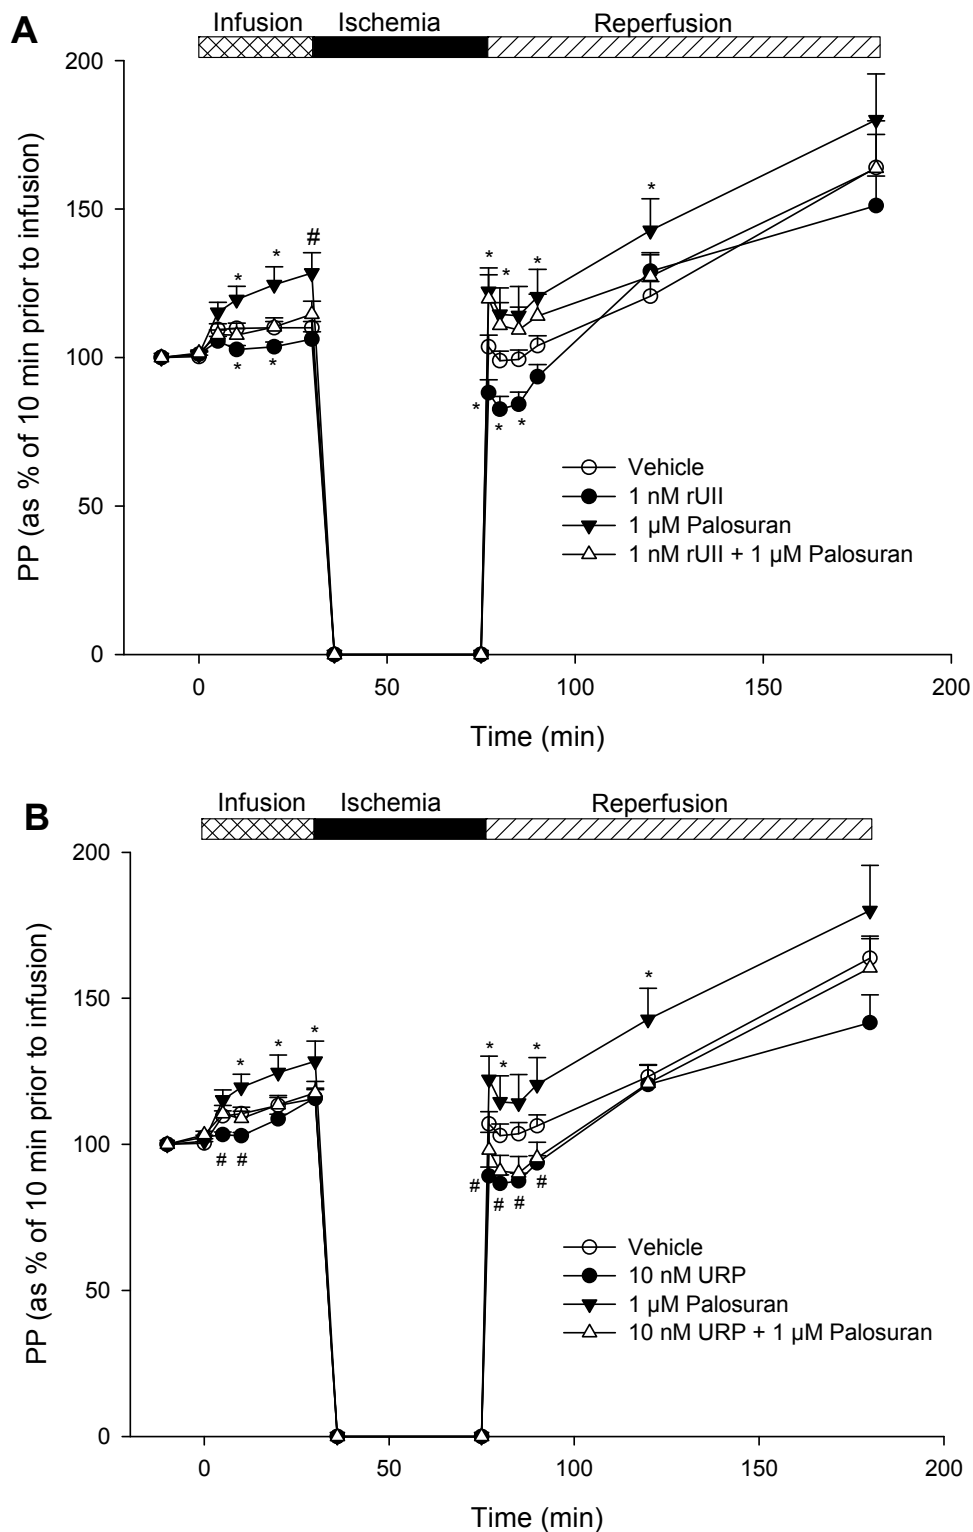 A
Infusion Ischemia Reperfusion
200
150
100
50
0
PP (as % of 10 min prior to infusion)
* * #
* *
* * * *
* * *
Vehicle
1 nM rUII
1 µM Palosuran
1 nM rUII + 1 µM Palosuran
0 50 100 150 200
Time (min)
B
Infusion Ischemia Reperfusion
200
150
100
50
0
PP (as % of 10 min prior to infusion)
* * *
# #
* * * *
# # # #
Vehicle
10 nM URP
1 µM Palosuran
10 nM URP + 1 µM Palosuran
0 50 100 150 200
Time (min)